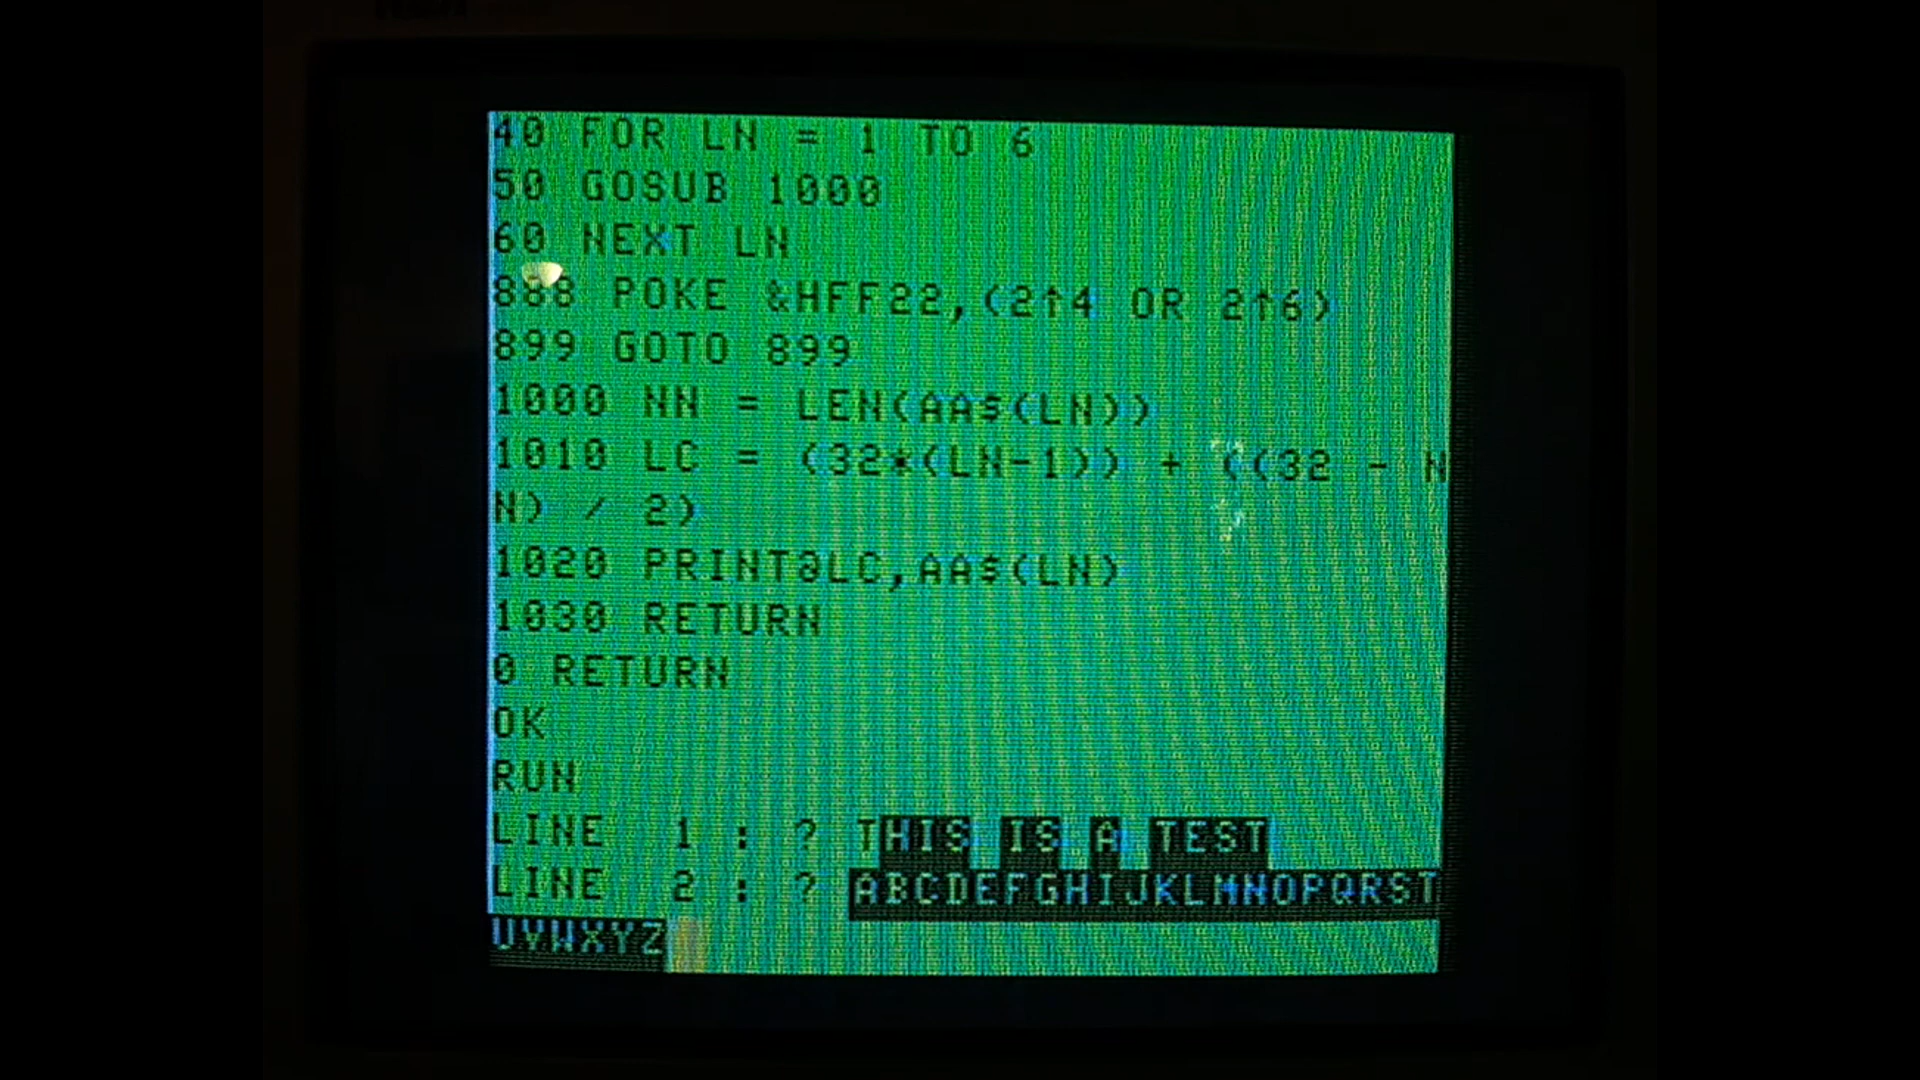 40 FOR LN = 1 TO 6
50 GOSUB 1000
60 NEXT LN
888 POKE &HFF22,(2↑4 OR 2↑6)
899 GOTO 899
1000 NN = LEN(AA$(LN))
1010 LC = (32*(LN-1)) + ((32 - N
N) / 2)
1020 PRINT@LC,AA$(LN)
1030 RETURN
0 RETURN
OK
RUN
LINE 1 : ? THIS IS A TEST
LINE 2 : ? ABCDEFGHIJKLMNOPQRST
UVWXYZ